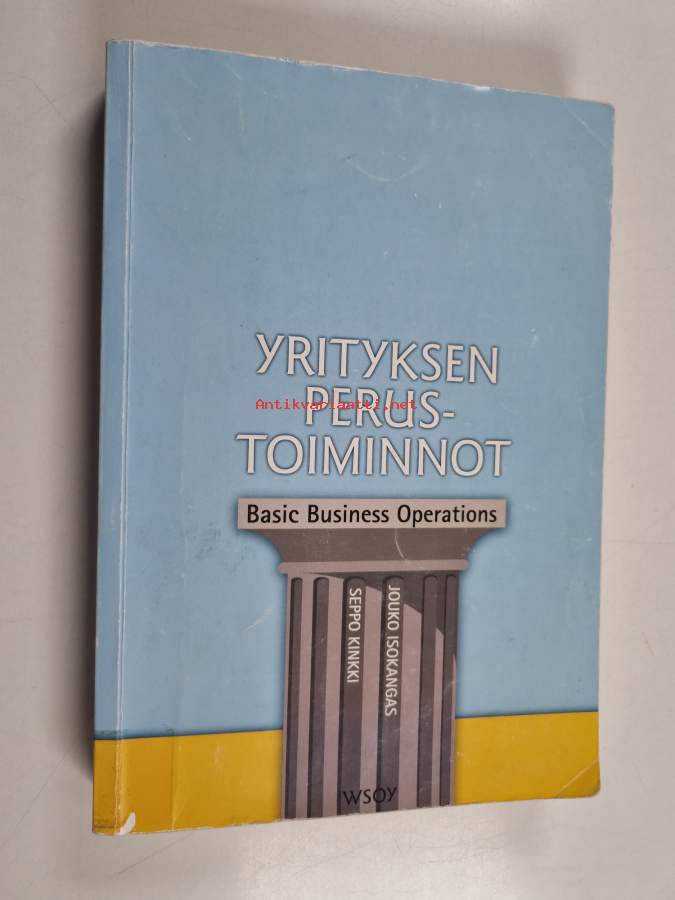 YRITYKSEN
PERUS-
Antikvariaatti.net
TOIMINNOT
Basic Business Operations
JOUKO ISOKANGAS
SEPPO KINKKI
WSOY